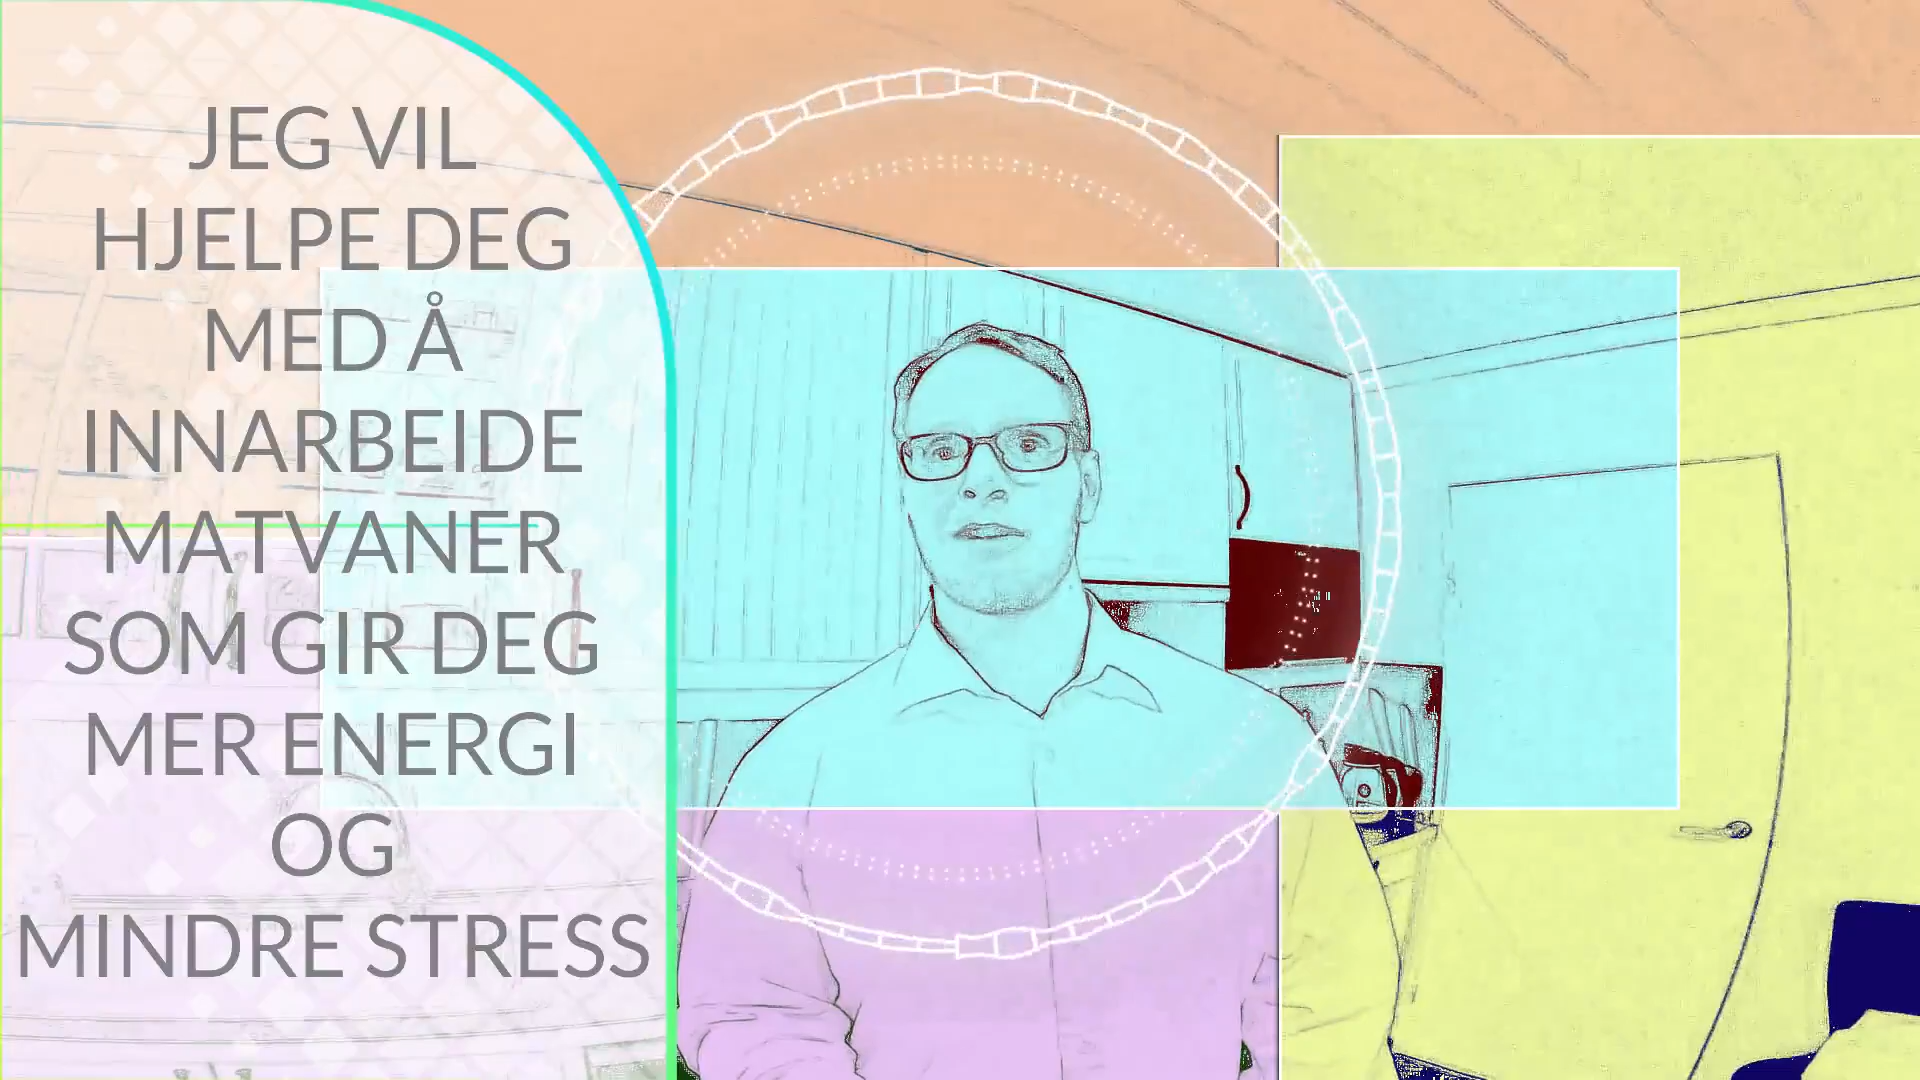 JEG VIL
HJELPE DEG
MED Å
INNARBEIDE
MATVANER
SOM GIR DEG
MER ENERGI
OG
MINDRE STRESS